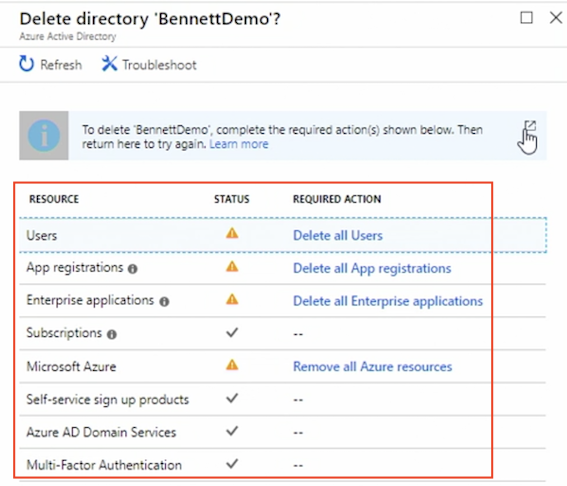 Delete directory 'BennettDemo'?
Azure Active Directory
Refresh Troubleshoot
To delete 'BennettDemo', complete the required action(s) shown below. Then
return here to try again. Learn more
RESOURCE STATUS REQUIRED ACTION
Users Delete all Users
App registrations Delete all App registrations
Enterprise applications Delete all Enterprise applications
Subscriptions --
Microsoft Azure Remove all Azure resources
Self-service sign up products --
Azure AD Domain Services --
Multi-Factor Authentication --